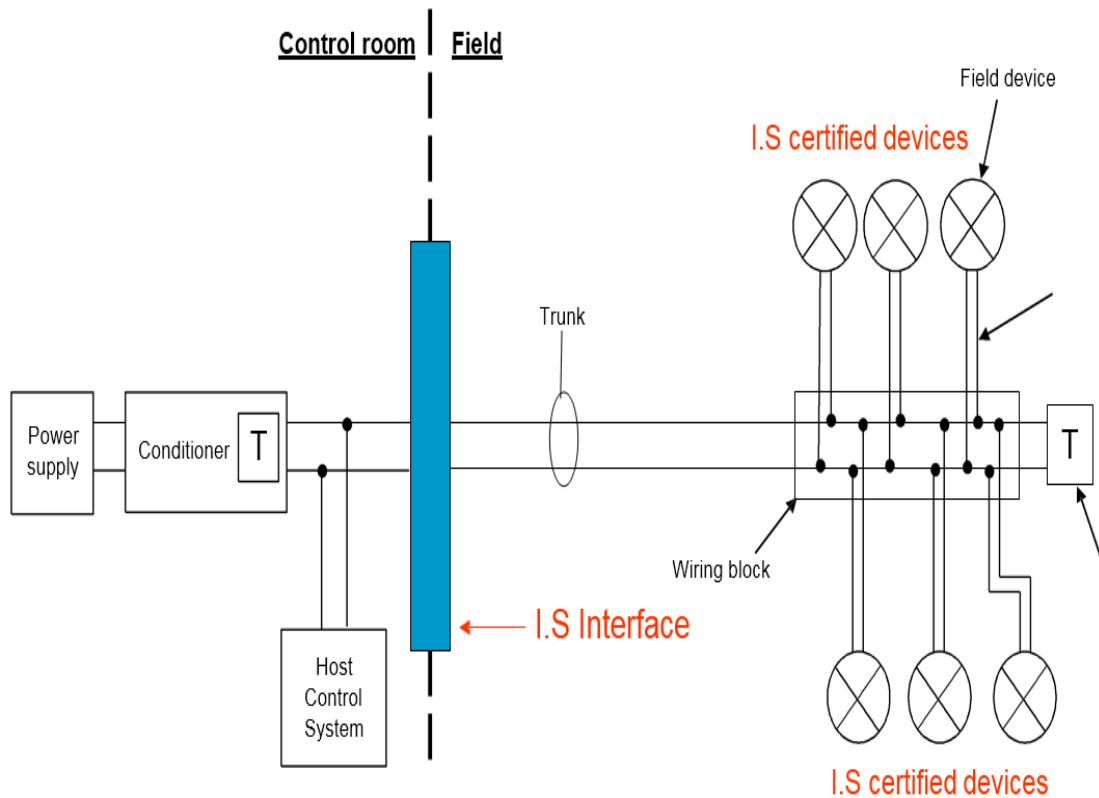 Control room
Field
Field device
I.S certified devices
Trunk
Power
supply
Conditioner
T
T
Wiring block
I.S Interface
Host
Control
System
I.S certified devices